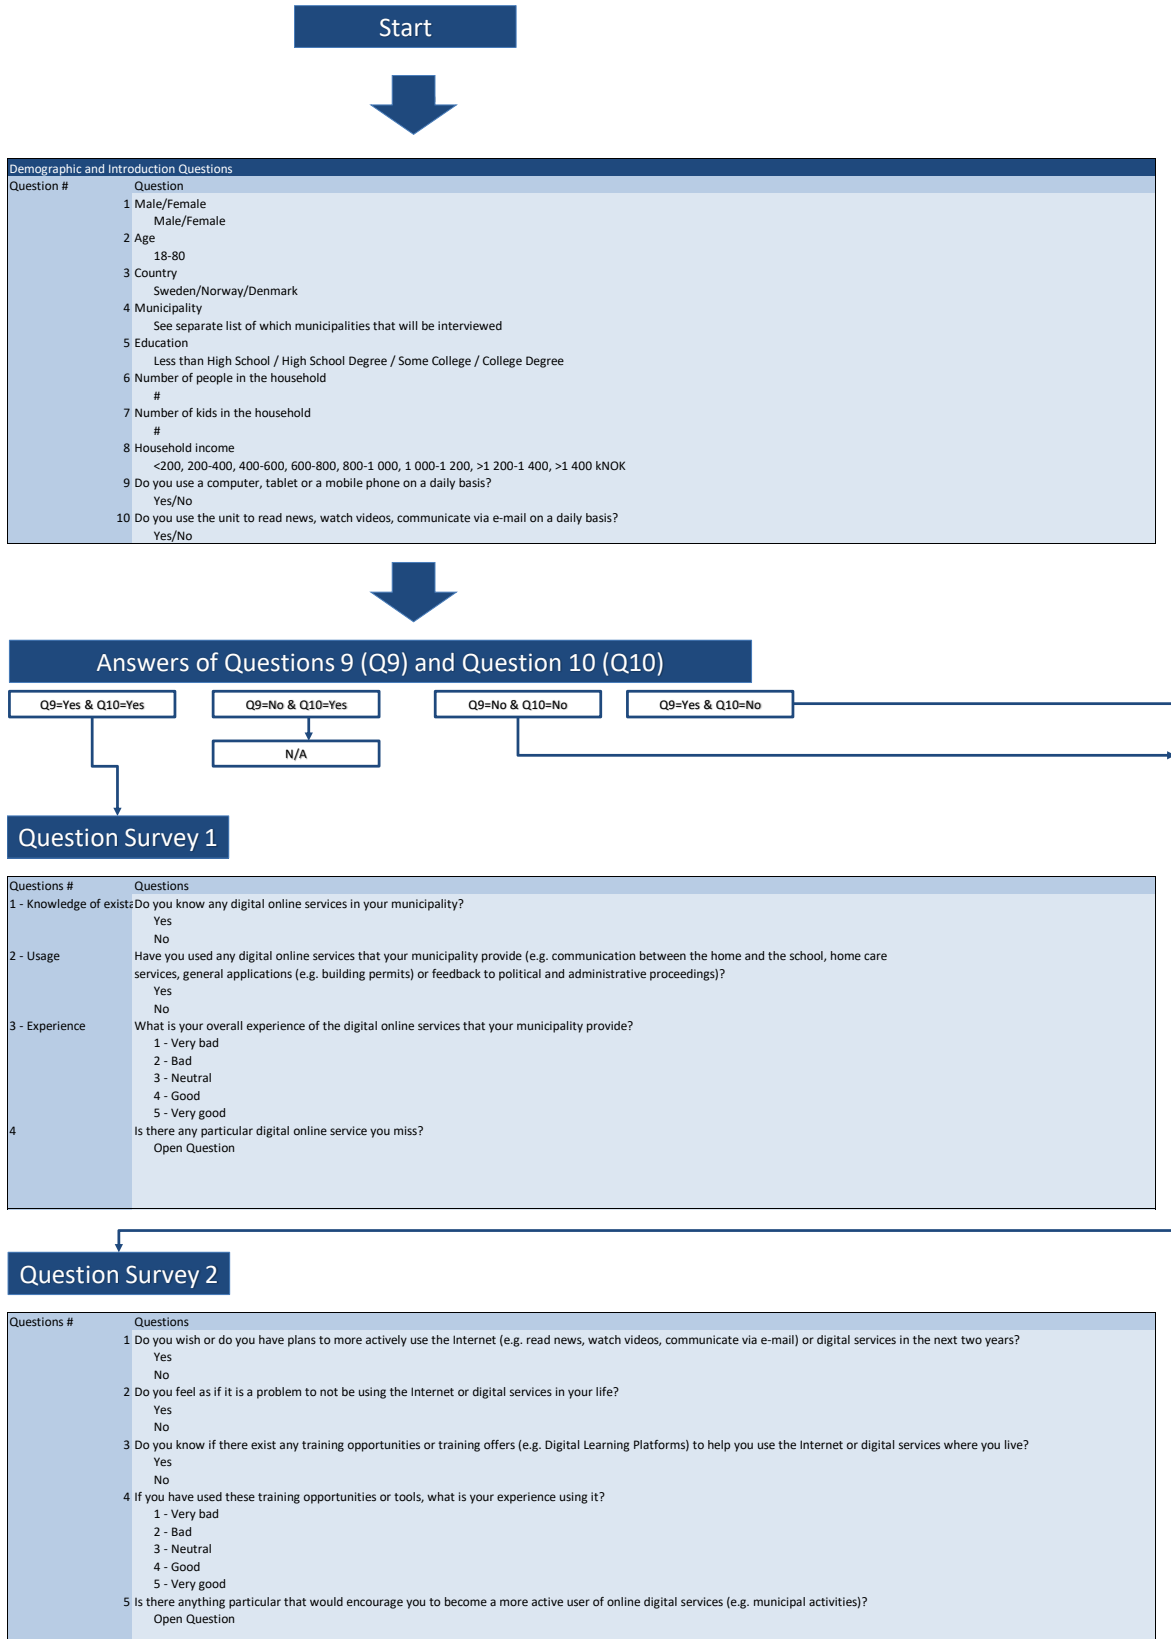 Start
Demographic and Introduction Questions
Question # Question
1 Male/Female
Male/Female
2 Age
18-80
3 Country
Sweden/Norway/Denmark
4 Municipality
See separate list of which municipalities that will be interviewed
5 Education
Less than High School / High School Degree / Some College / College Degree
6 Number of people in the household
#
7 Number of kids in the household
#
8 Household income
<200, 200-400, 400-600, 600-800, 800-1 000, 1 000-1 200, >1 200-1 400, >1 400 kNOK
9 Do you use a computer, tablet or a mobile phone on a daily basis?
Yes/No
10 Do you use the unit to read news, watch videos, communicate via e-mail on a daily basis?
Yes/No
Answers of Questions 9 (Q9) and Question 10 (Q10)
Q9=Yes & Q10=Yes Q9=No & Q10=Yes Q9=No & Q10=No Q9=Yes & Q10=No
N/A
Question Survey 1
Questions # Questions
1 - Knowledge of exista Do you know any digital online services in your municipality?
Yes
No
2 - Usage Have you used any digital online services that your municipality provide (e.g. communication between the home and the school, home care
services, general applications (e.g. building permits) or feedback to political and administrative proceedings)?
Yes
No
3 - Experience What is your overall experience of the digital online services that your municipality provide?
1 - Very bad
2 - Bad
3 - Neutral
4 - Good
5 - Very good
4 Is there any particular digital online service you miss?
Open Question
Question Survey 2
Questions # Questions
1 Do you wish or do you have plans to more actively use the Internet (e.g. read news, watch videos, communicate via e-mail) or digital services in the next two years?
Yes
No
2 Do you feel as if it is a problem to not be using the Internet or digital services in your life?
Yes
No
3 Do you know if there exist any training opportunities or training offers (e.g. Digital Learning Platforms) to help you use the Internet or digital services where you live?
Yes
No
4 If you have used these training opportunities or tools, what is your experience using it?
1 - Very bad
2 - Bad
3 - Neutral
4 - Good
5 - Very good
5 Is there anything particular that would encourage you to become a more active user of online digital services (e.g. municipal activities)?
Open Question